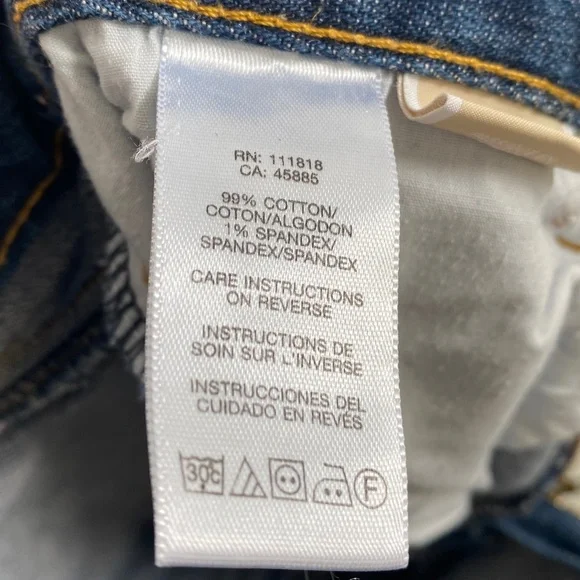 RN: 111818
CA: 45885
99% COTTON/
COTON/ALGODON
1% SPANDEX/
SPANDEX/SPANDEX
CARE INSTRUCTIONS
ON REVERSE
INSTRUCTIONS DE
SOIN SUR L'INVERSE
INSTRUCCIONES DEL
CUIDADO EN REVÉS
30c
F